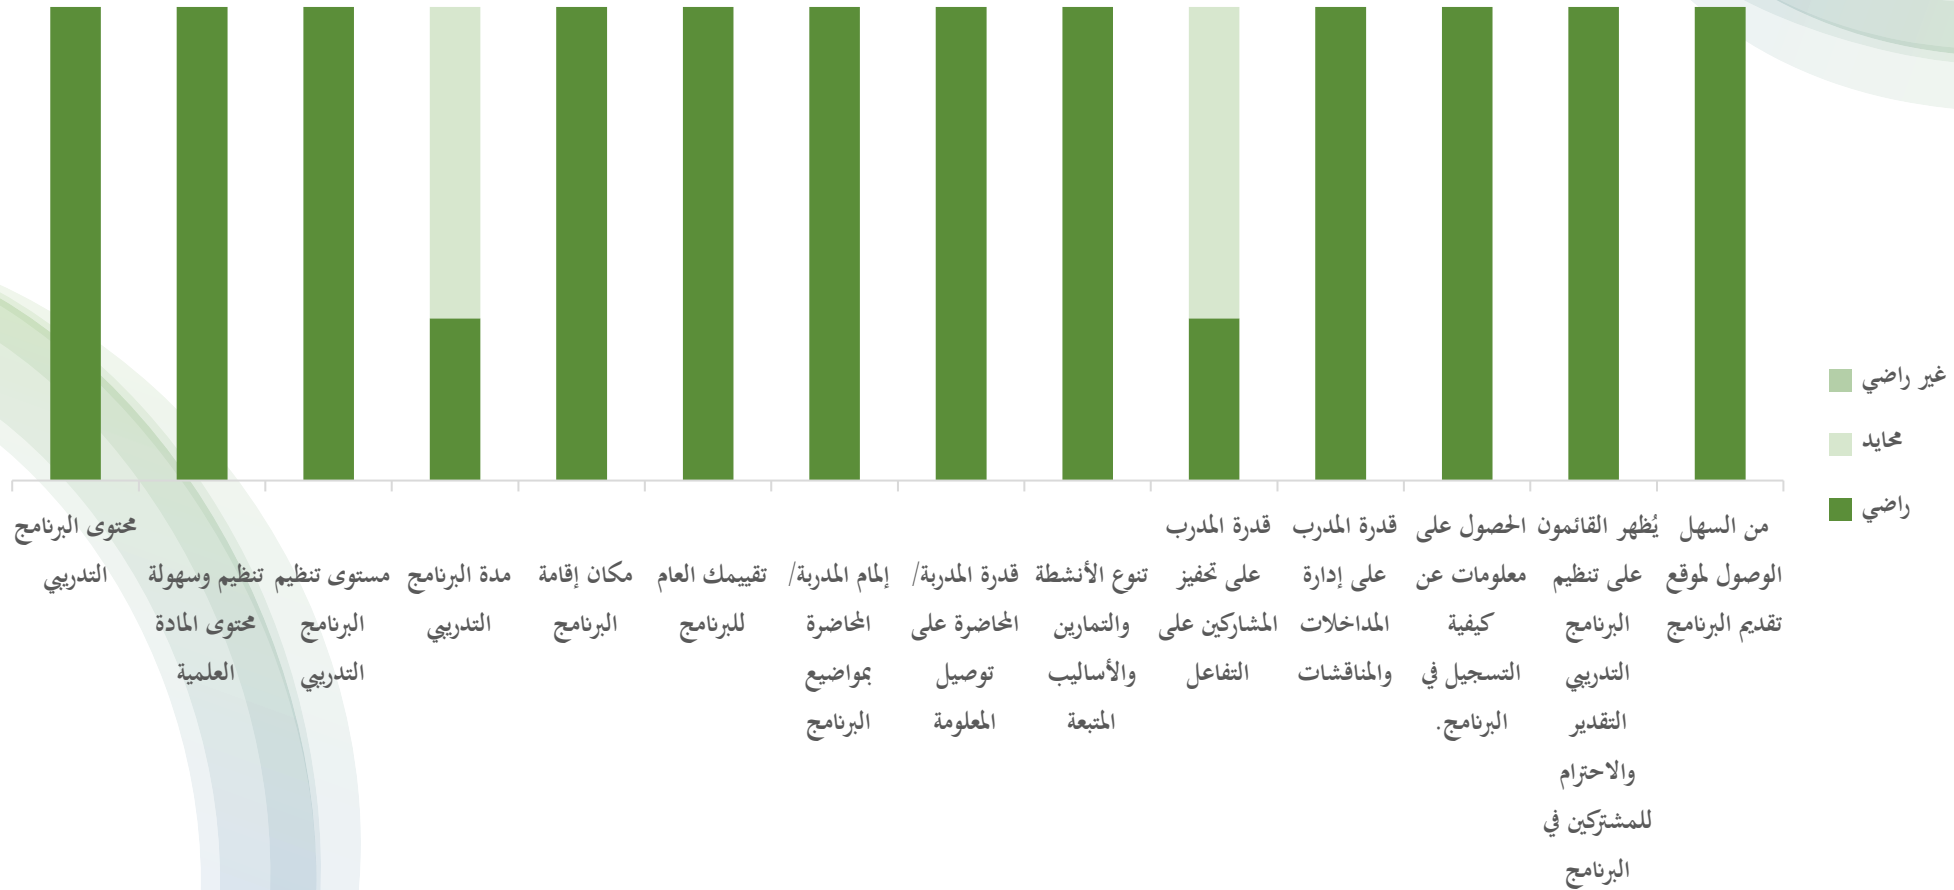 محتوى البرنامج
التدريبي
تنظيم وسهولة
محتوى المادة
العلمية
مستوى تنظيم
البرنامج
التدريبي
مدة البرنامج
التدريبي
مكان إقامة
البرنامج
تقييمك العام
للبرنامج
إلمام المدربة/
المحاضرة
بمواضيع
البرنامج
قدرة المدربة/
المحاضرة على
توصيل
المعلومة
تنوع الأنشطة
والتمارين
والأساليب
المتبعة
قدرة المدرب
على تحفيز
المشاركين على
التفاعل
قدرة المدرب
على إدارة
المداخلات
والمناقشات
الحصول على
معلومات عن
كيفية
التسجيل في
البرنامج.
يُظهر القائمون
على تنظيم
البرنامج
التدريبي
التقدير
والاحترام
للمشتركين في
البرنامج
من السهل
الوصول لموقع
تقديم البرنامج
غير راضي
محايد
راضي